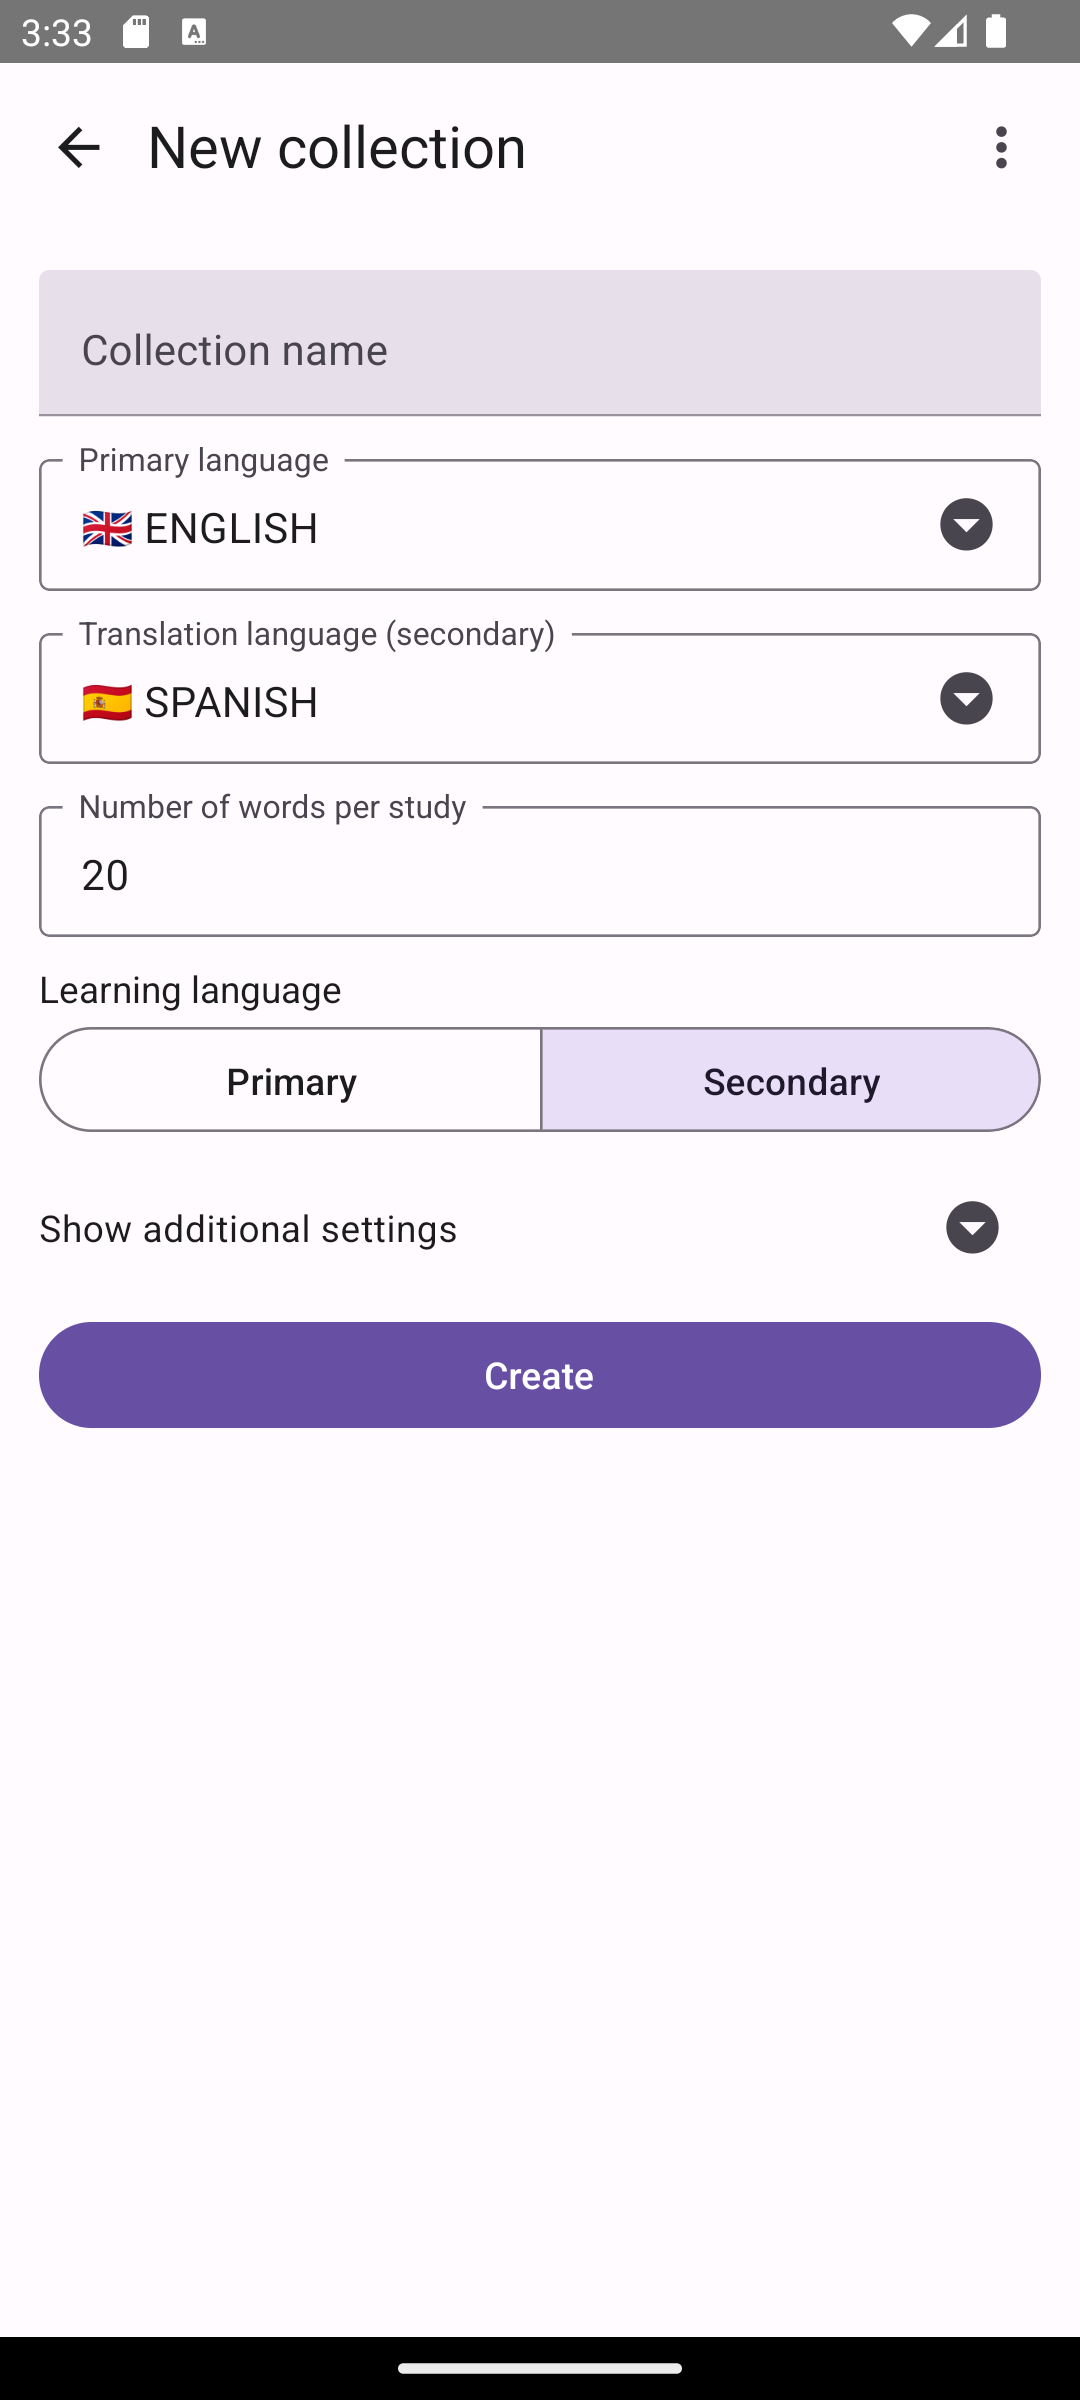 3:33
New collection
Collection name
Primary language
🇬🇧 ENGLISH
Translation language (secondary)
🇪🇸 SPANISH
Number of words per study
20
Learning language
Primary
Secondary
Show additional settings
Create